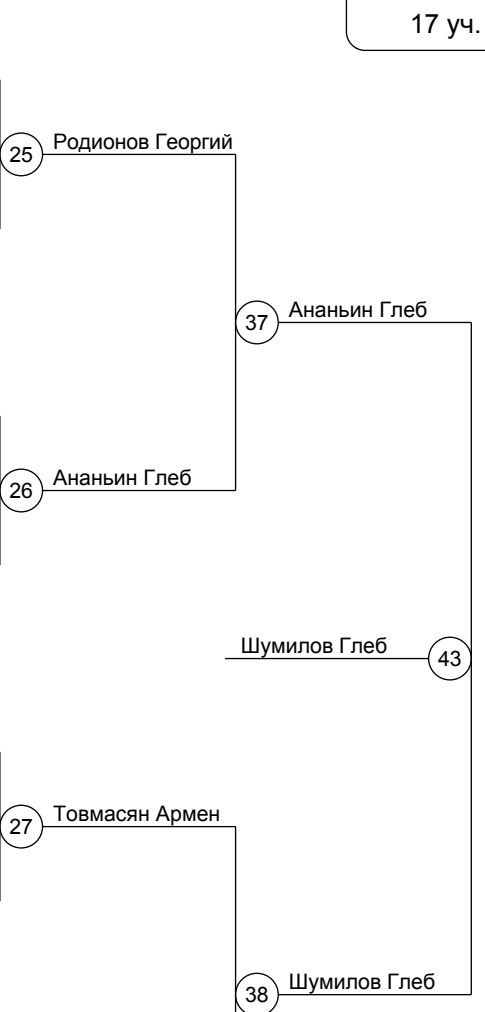 17 уч.
25 Родионов Георгий
37 Ананьин Глеб
26 Ананьин Глеб
Шумилов Глеб 43
27 Товмасян Армен
38 Шумилов Глеб